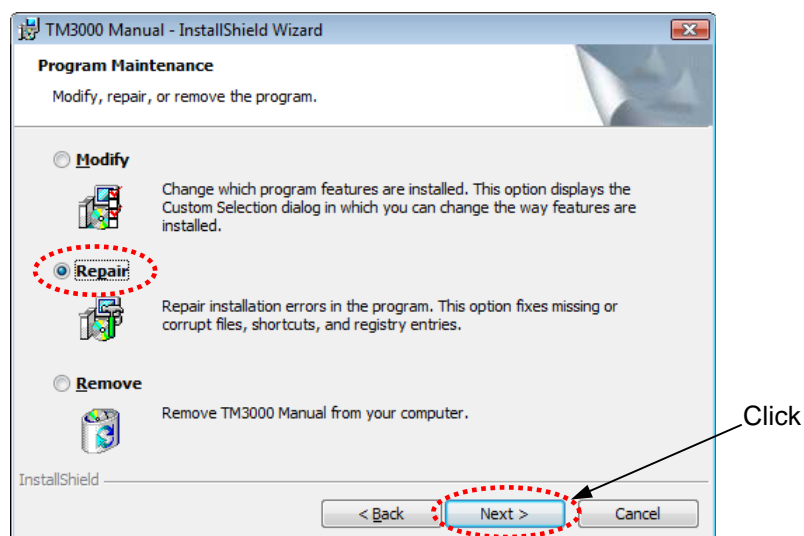 TM3000 Manual - InstallShield Wizard
Program Maintenance
Modify, repair, or remove the program.
Modify
Change which program features are installed. This option displays the
Custom Selection dialog in which you can change the way features are
installed.
Repair
Repair installation errors in the program. This option fixes missing or
corrupt files, shortcuts, and registry entries.
Remove
Remove TM3000 Manual from your computer.
Click
InstallShield
< Back Next > Cancel